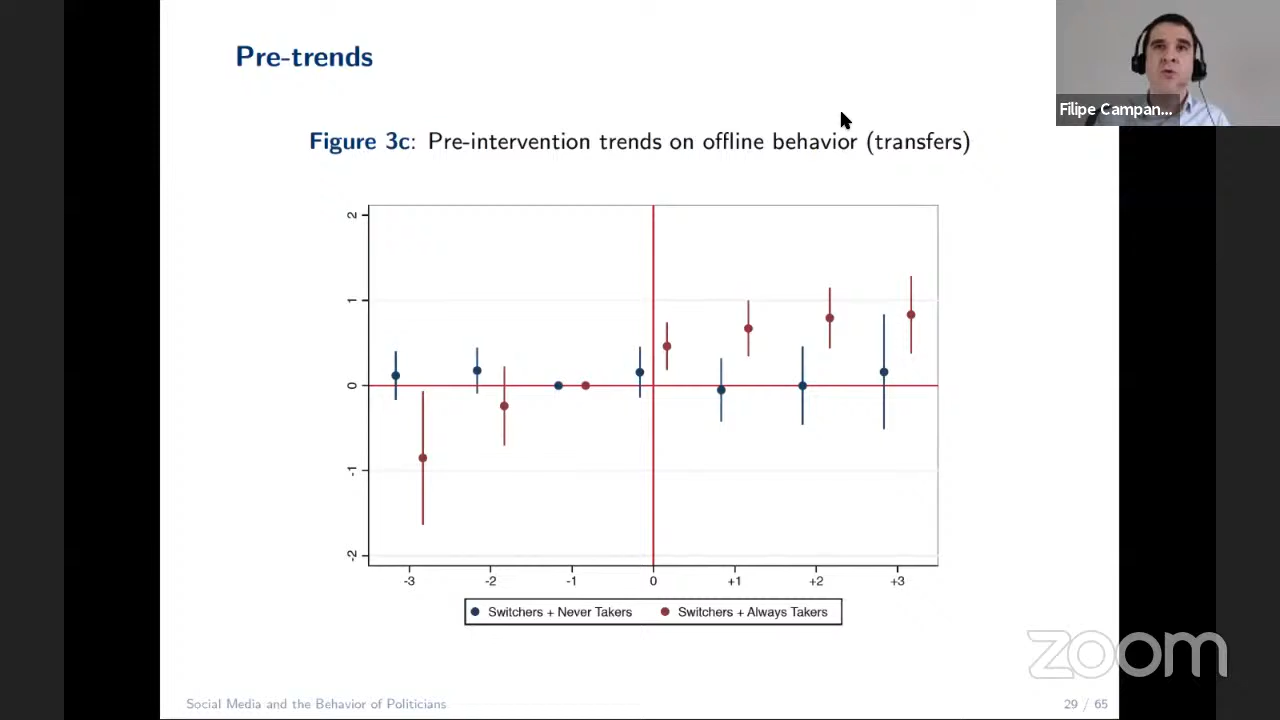 Pre-trends
Filipe Campan...
Figure 3c: Pre-intervention trends on offline behavior (transfers)
2
1
0
-1
-2
-3 -2 -1 0 +1 +2 +3
Switchers + Never Takers Switchers + Always Takers
zoom
Social Media and the Behavior of Politicians 29 / 65